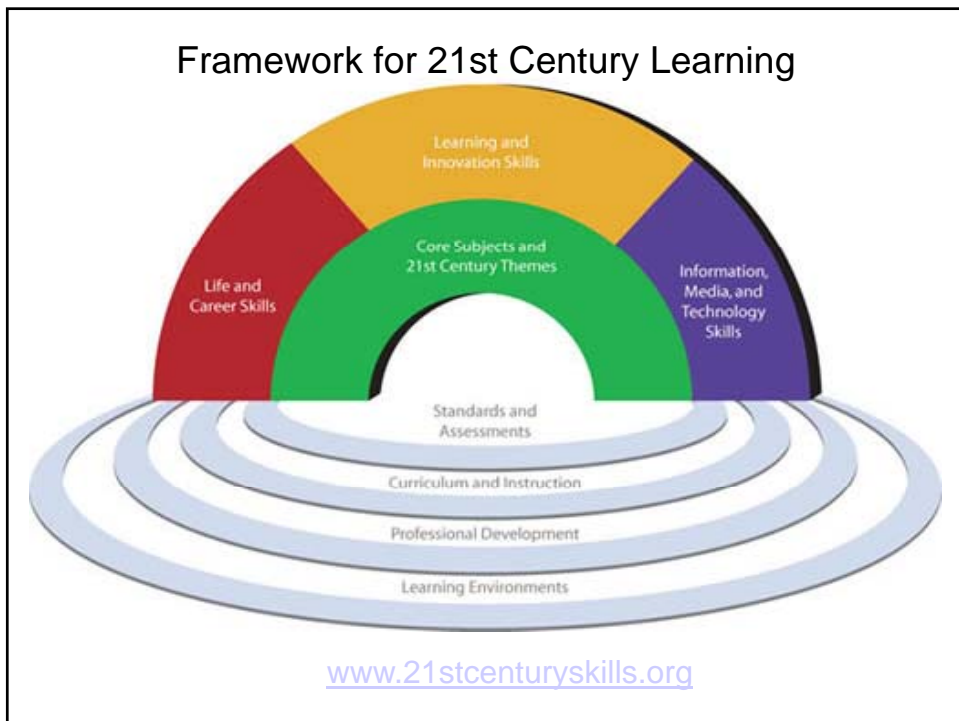 Framework for 21st Century Learning
Learning and
Innovation Skills
Core Subjects and
21st Century Themes
Life and
Career Skills
Information,
Media, and
Technology
Skills
Standards and
Assessments
Curriculum and Instruction
Professional Development
Learning Environments
www.21stcenturyskills.org